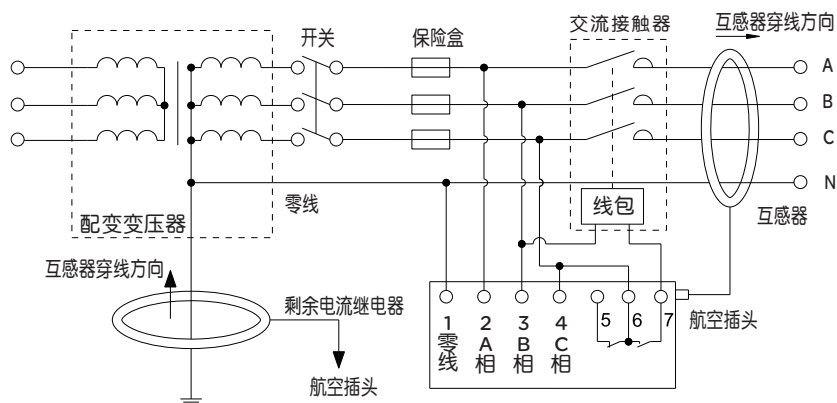 开关
保险盒
交流接触器
互感器穿线方向
A
B
C
N
零线
线包
互感器
配变变压器
互感器穿线方向
剩余电流继电器
航空插头
航空插头
1 2 3 4 5 6 7
零线 A相 B相 C相